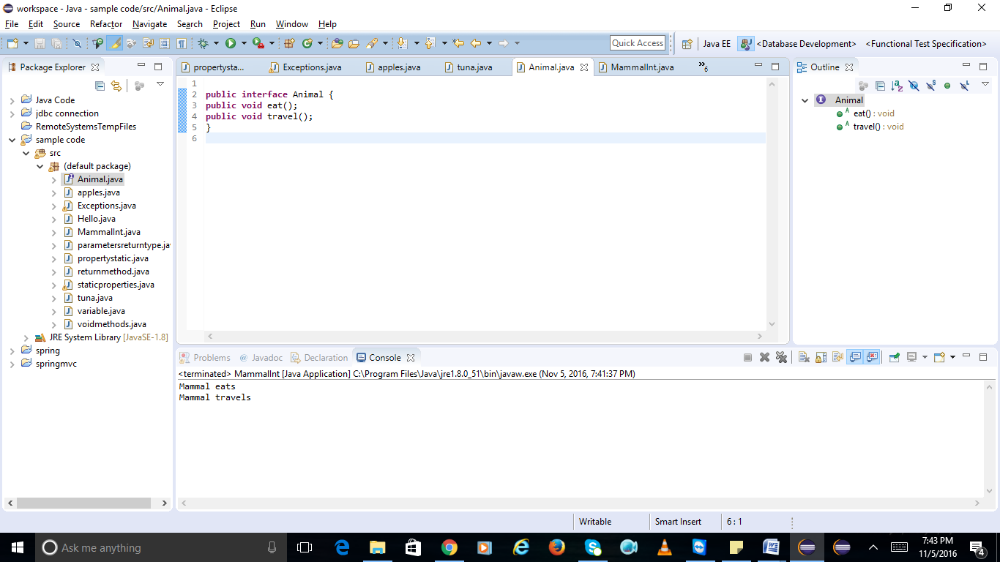 workspace - Java - sample code/src/Animal.java - Eclipse
File Edit Source Refactor Navigate Search Project Run Window Help
Quick Access
Java EE
<Database Development>
<Functional Test Specification>
Package Explorer
Java Code
jdbc connection
RemoteSystemsTempFiles
sample code
src
(default package)
Animal.java
apples.java
Exceptions.java
Hello.java
MammalInt.java
parametersreturntype.ja
propertystatic.java
returnmethod.java
staticproperties.java
tuna.java
variable.java
voidmethods.java
JRE System Library [JavaSE-1.8]
spring
springmvc
propertysta... Exceptions.java apples.java tuna.java Animal.java MammalInt.java »6
1
2 public interface Animal {
3 public void eat();
4 public void travel();
5 }
6
Outline
Animal
eat() : void
travel() : void
Problems @ Javadoc Declaration Console
<terminated> MammalInt [Java Application] C:\Program Files\Java\jre1.8.0_51\bin\javaw.exe (Nov 5, 2016, 7:41:37 PM)
Mammal eats
Mammal travels
Writable Smart Insert 6 : 1
Ask me anything
7:43 PM
11/5/2016
4